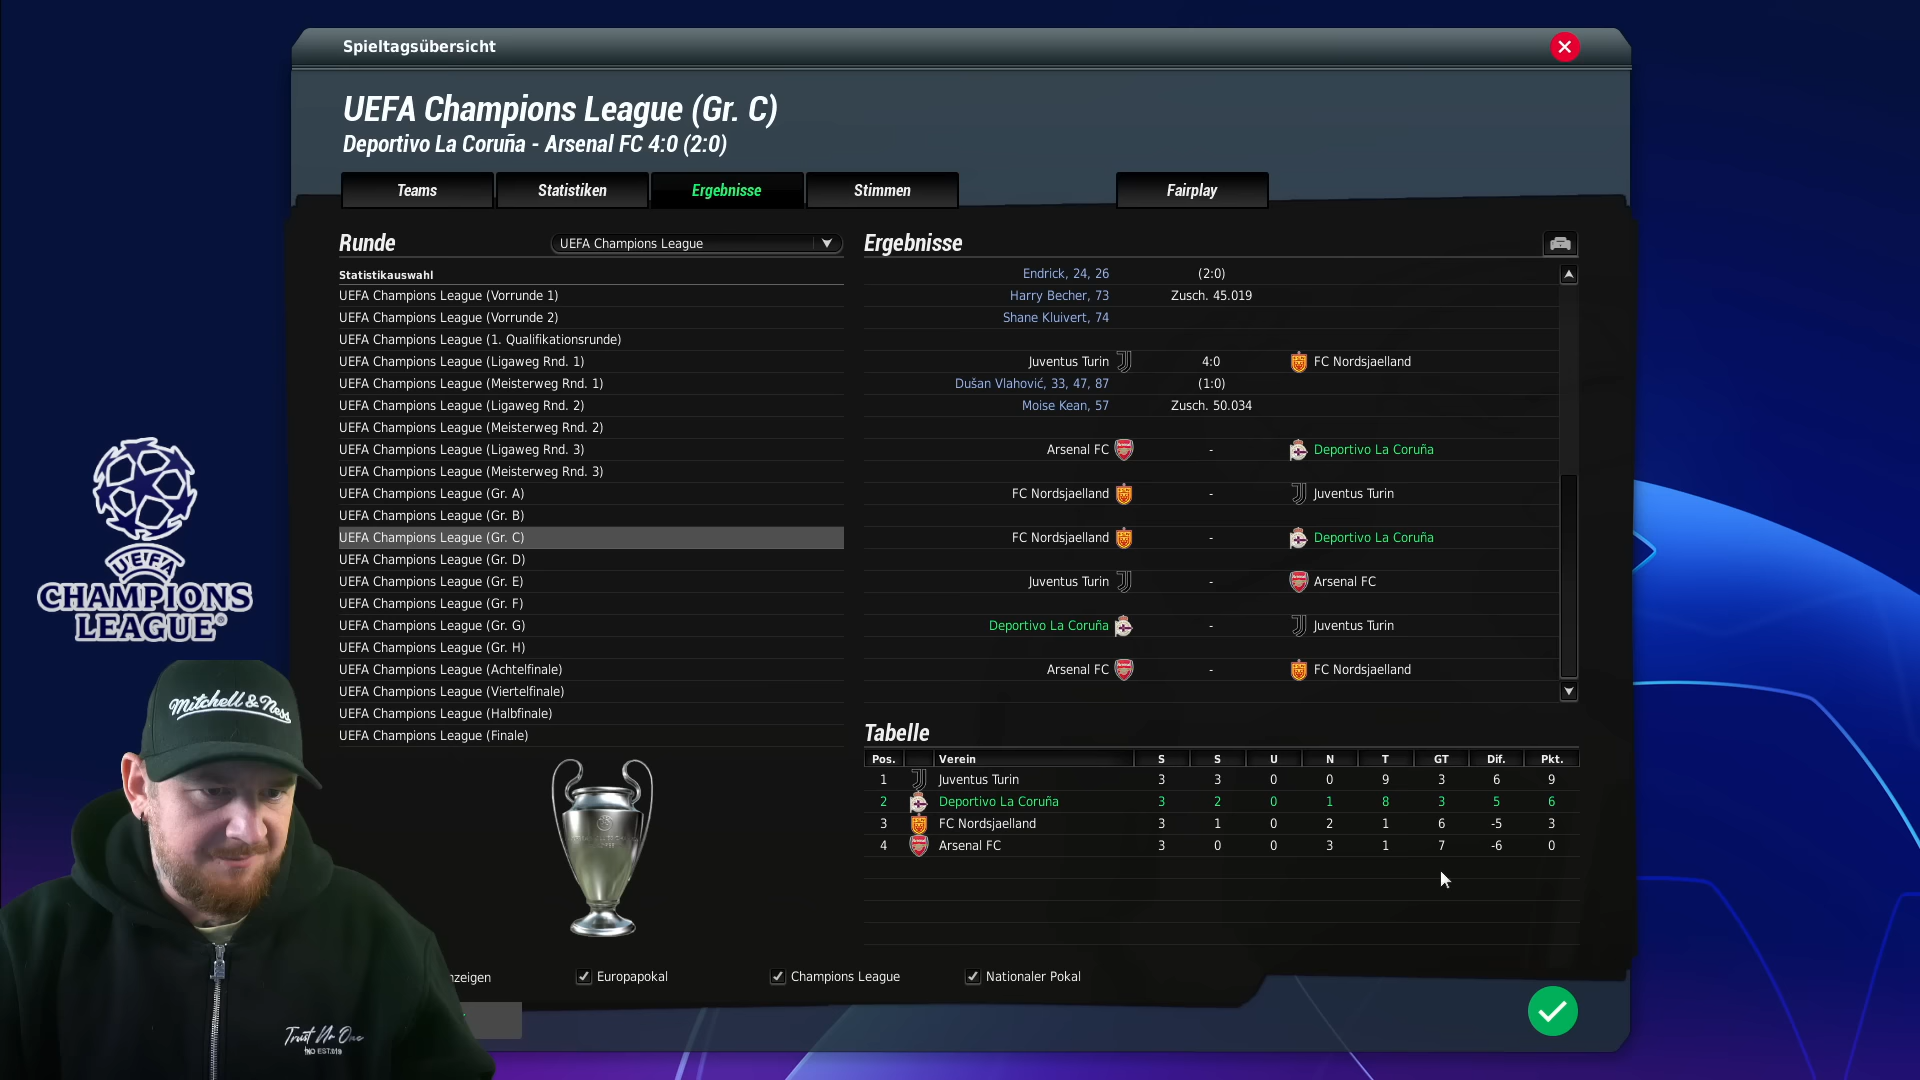 Spieltagsübersicht
UEFA Champions League (Gr. C)
Deportivo La Coruña - Arsenal FC 4:0 (2:0)
Teams
Statistiken
Ergebnisse
Stimmen
Fairplay
Runde
UEFA Champions League
Statistikauswahl
UEFA Champions League (Vorrunde 1)
UEFA Champions League (Vorrunde 2)
UEFA Champions League (1. Qualifikationsrunde)
UEFA Champions League (Ligaweg Rnd. 1)
UEFA Champions League (Meisterweg Rnd. 1)
UEFA Champions League (Ligaweg Rnd. 2)
UEFA Champions League (Meisterweg Rnd. 2)
UEFA Champions League (Ligaweg Rnd. 3)
UEFA Champions League (Meisterweg Rnd. 3)
UEFA Champions League (Gr. A)
UEFA Champions League (Gr. B)
UEFA Champions League (Gr. C)
UEFA Champions League (Gr. D)
UEFA Champions League (Gr. E)
UEFA Champions League (Gr. F)
UEFA Champions League (Gr. G)
UEFA Champions League (Gr. H)
UEFA Champions League (Achtelfinale)
UEFA Champions League (Viertelfinale)
UEFA Champions League (Halbfinale)
UEFA Champions League (Finale)
Ergebnisse
Endrick, 24, 26 (2:0)
Harry Becher, 73 Zusch. 45.019
Shane Kluivert, 74
Juventus Turin 4:0 FC Nordsjaelland
Dušan Vlahović, 33, 47, 87 (1:0)
Moise Kean, 57 Zusch. 50.034
Arsenal FC - Deportivo La Coruña
FC Nordsjaelland - Juventus Turin
FC Nordsjaelland - Deportivo La Coruña
Juventus Turin - Arsenal FC
Deportivo La Coruña - Juventus Turin
Arsenal FC - FC Nordsjaelland
Tabelle
Pos. Verein S S U N T GT Dif. Pkt.
1 Juventus Turin 3 3 0 0 9 3 6 9
2 Deportivo La Coruña 3 2 0 1 8 3 5 6
3 FC Nordsjaelland 3 1 0 2 1 6 -5 3
4 Arsenal FC 3 0 0 3 1 7 -6 0
nzeigen
Europapokal
Champions League
Nationaler Pokal
UEFA
CHAMPIONS
LEAGUE®
Mitchell & Ness
Trust No One